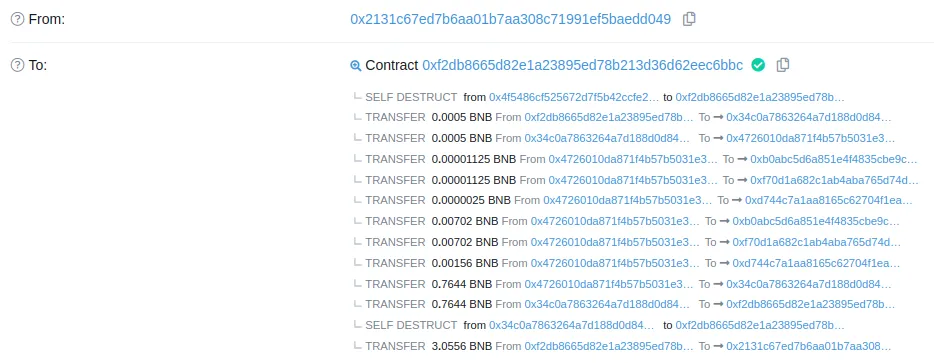 From: 0x2131c67ed7b6aa01b7aa308c71991ef5baedd049
To: Contract 0xf2db8665d82e1a23895ed78b213d36d62eec6bbc
SELF DESTRUCT from 0x4f5486cf525672d7f5b42ccfe2... to 0xf2db8665d82e1a23895ed78b...
TRANSFER 0.0005 BNB From 0xf2db8665d82e1a23895ed78b... To → 0x34c0a7863264a7d188d0d84...
TRANSFER 0.0005 BNB From 0x34c0a7863264a7d188d0d84... To → 0x4726010da871f4b57b5031e3...
TRANSFER 0.00001125 BNB From 0x4726010da871f4b57b5031e3... To → 0xb0abc5d6a851e4f4835cbe9c...
TRANSFER 0.00001125 BNB From 0x4726010da871f4b57b5031e3... To → 0xf70d1a682c1ab4aba765d74d...
TRANSFER 0.0000025 BNB From 0x4726010da871f4b57b5031e3... To → 0xd744c7a1aa8165c62704f1ea...
TRANSFER 0.00702 BNB From 0x4726010da871f4b57b5031e3... To → 0xb0abc5d6a851e4f4835cbe9c...
TRANSFER 0.00702 BNB From 0x4726010da871f4b57b5031e3... To → 0xf70d1a682c1ab4aba765d74d...
TRANSFER 0.00156 BNB From 0x4726010da871f4b57b5031e3... To → 0xd744c7a1aa8165c62704f1ea...
TRANSFER 0.7644 BNB From 0x4726010da871f4b57b5031e3... To → 0x34c0a7863264a7d188d0d84...
TRANSFER 0.7644 BNB From 0x34c0a7863264a7d188d0d84... To → 0xf2db8665d82e1a23895ed78b...
SELF DESTRUCT from 0x34c0a7863264a7d188d0d84... to 0xf2db8665d82e1a23895ed78b...
TRANSFER 3.0556 BNB From 0xf2db8665d82e1a23895ed78b... To → 0x2131c67ed7b6aa01b7aa308...